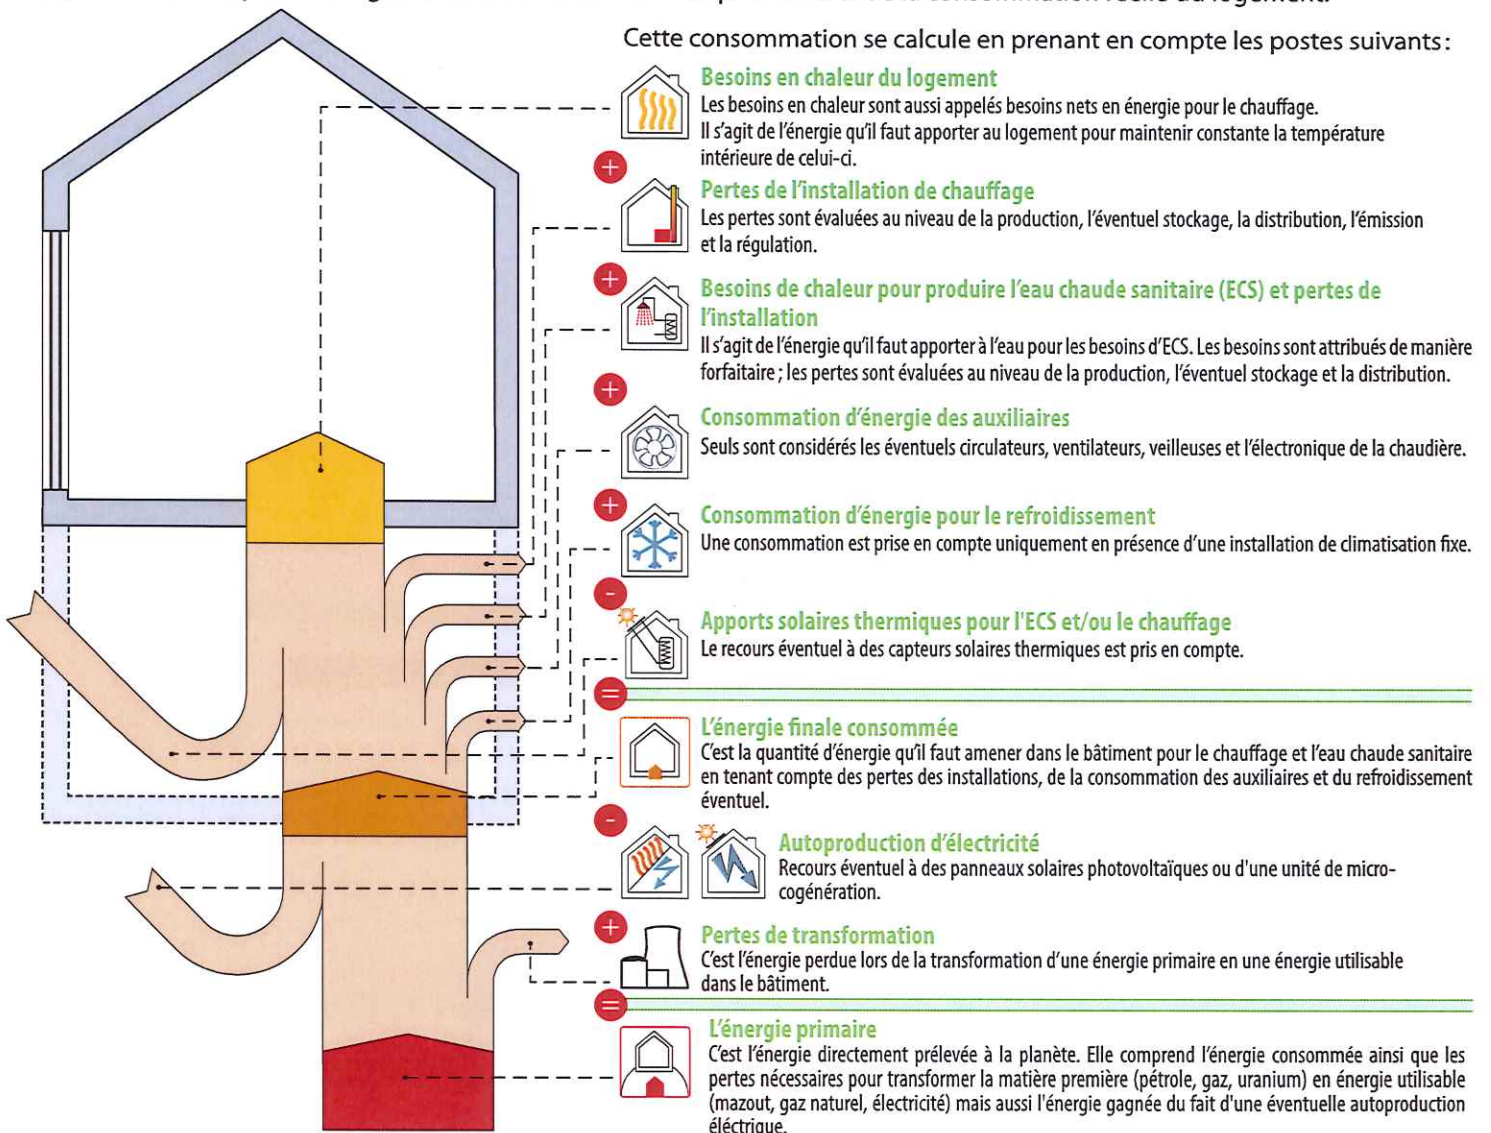 Cette consommation se calcule en prenant en compte les postes suivants :
Besoins en chaleur du logement
Les besoins en chaleur sont aussi appelés besoins nets en énergie pour le chauffage.
Il s'agit de l'énergie qu'il faut apporter au logement pour maintenir constante la température
intérieure de celui-ci.
+
Pertes de l'installation de chauffage
Les pertes sont évaluées au niveau de la production, l'éventuel stockage, la distribution, l'émission
et la régulation.
+
Besoins de chaleur pour produire l'eau chaude sanitaire (ECS) et pertes de
l'installation
Il s'agit de l'énergie qu'il faut apporter à l'eau pour les besoins d'ECS. Les besoins sont attribués de manière
forfaitaire ; les pertes sont évaluées au niveau de la production, l'éventuel stockage et la distribution.
+
Consommation d'énergie des auxiliaires
Seuls sont considérés les éventuels circulateurs, ventilateurs, veilleuses et l'électronique de la chaudière.
+
Consommation d'énergie pour le refroidissement
Une consommation est prise en compte uniquement en présence d'une installation de climatisation fixe.
-
Apports solaires thermiques pour l'ECS et/ou le chauffage
Le recours éventuel à des capteurs solaires thermiques est pris en compte.
=
L'énergie finale consommée
C'est la quantité d'énergie qu'il faut amener dans le bâtiment pour le chauffage et l'eau chaude sanitaire
en tenant compte des pertes des installations, de la consommation des auxiliaires et du refroidissement
éventuel.
-
Autoproduction d'électricité
Recours éventuel à des panneaux solaires photovoltaïques ou d'une unité de micro-
cogénération.
+
Pertes de transformation
C'est l'énergie perdue lors de la transformation d'une énergie primaire en une énergie utilisable
dans le bâtiment.
=
L'énergie primaire
C'est l'énergie directement prélevée à la planète. Elle comprend l'énergie consommée ainsi que les
pertes nécessaires pour transformer la matière première (pétrole, gaz, uranium) en énergie utilisable
(mazout, gaz naturel, électricité) mais aussi l'énergie gagnée du fait d'une éventuelle autoproduction
éléctrique.